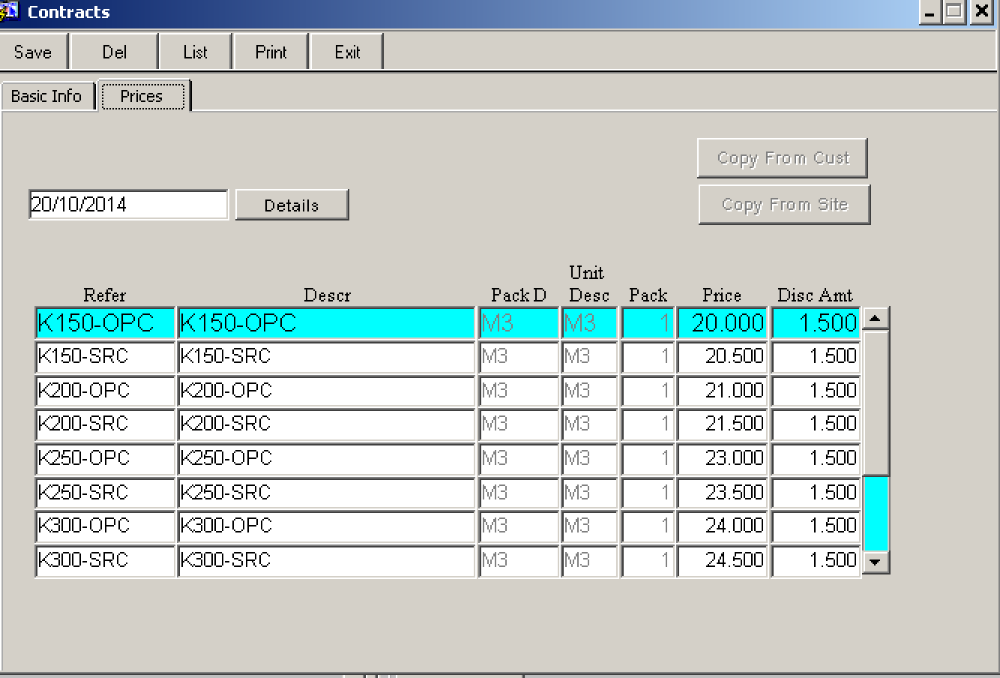 Contracts
Save Del List Print Exit
Basic Info Prices
Copy From Cust
20/10/2014 Details
Copy From Site
Unit
Refer Descr Pack D Desc Pack Price Disc Amt
K150-OPC K150-OPC M3 M3 1 20.000 1.500
K150-SRC K150-SRC M3 M3 1 20.500 1.500
K200-OPC K200-OPC M3 M3 1 21.000 1.500
K200-SRC K200-SRC M3 M3 1 21.500 1.500
K250-OPC K250-OPC M3 M3 1 23.000 1.500
K250-SRC K250-SRC M3 M3 1 23.500 1.500
K300-OPC K300-OPC M3 M3 1 24.000 1.500
K300-SRC K300-SRC M3 M3 1 24.500 1.500